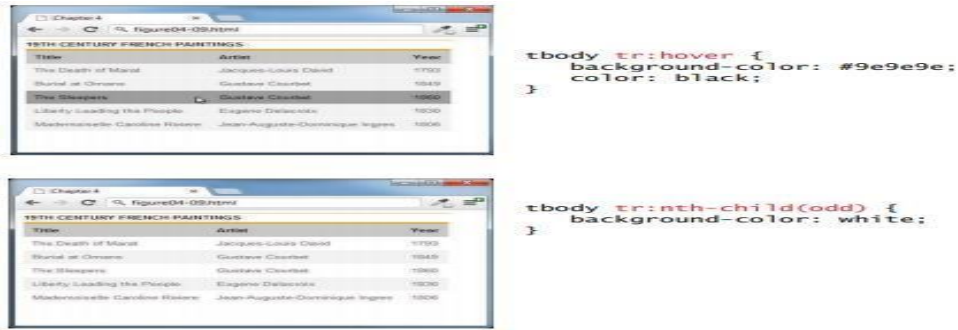 Chapter 4
figure04-09.html
19TH CENTURY FRENCH PAINTINGS
Title Artist Year
The Death of Marat Jacques-Louis David 1793
Burial at Ornans Gustave Courbet 1849
The Sleepers Gustave Courbet 1866
Liberty Leading the People Eugene Delacroix 1830
Mademoiselle Caroline Riviere Jean-Auguste-Dominique Ingres 1806
tbody tr:hover {
background-color: #9e9e9e;
color: black;
}
Chapter 4
figure04-09.html
19TH CENTURY FRENCH PAINTINGS
Title Artist Year
The Death of Marat Jacques-Louis David 1793
Burial at Ornans Gustave Courbet 1849
The Sleepers Gustave Courbet 1866
Liberty Leading the People Eugene Delacroix 1830
Mademoiselle Caroline Riviere Jean-Auguste-Dominique Ingres 1806
tbody tr:nth-child(odd) {
background-color: white;
}